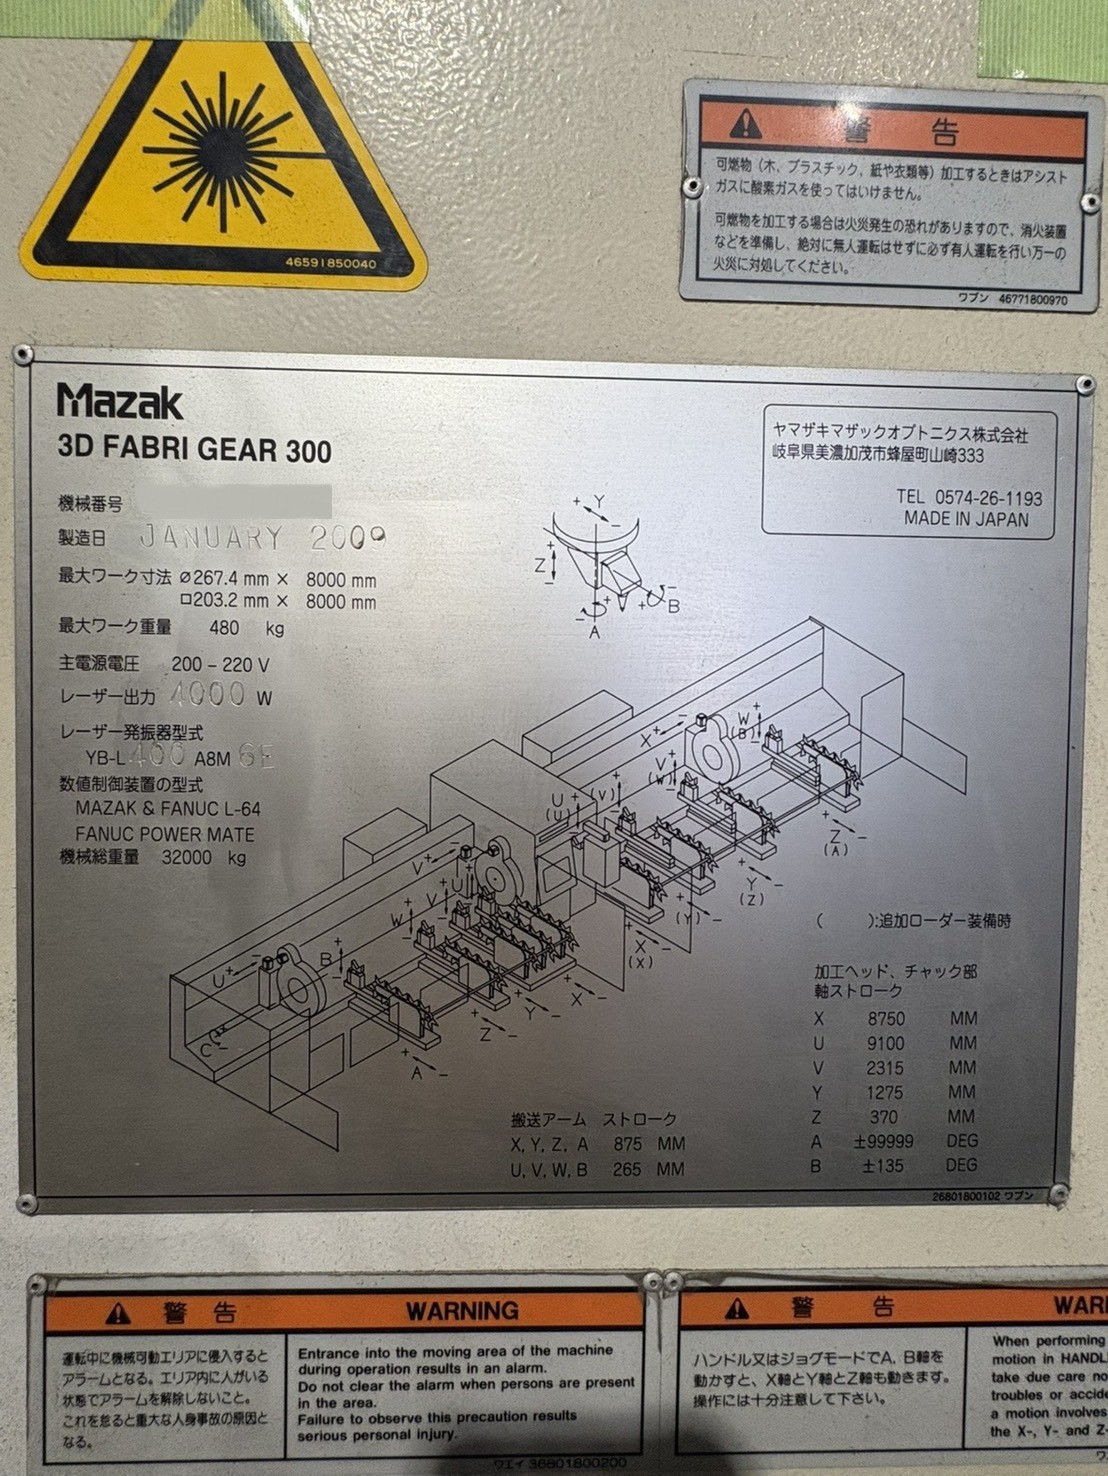 46591850040
警告
可燃物（木、プラスチック、紙や衣類等）加工するときはアシスト
ガスに酸素ガスを使ってはいけません。
可燃物を加工する場合は火災発生の恐れがありますので、消火装置
などを準備し、絶対に無人運転はせずに必ず有人運転を行い万一の
火災に対処してください。
ワブン 46771800970
Mazak
3D FABRI GEAR 300
ヤマザキマザックオプトニクス株式会社
岐阜県美濃加茂市蜂屋町山崎333
TEL 0574-26-1193
MADE IN JAPAN
機械番号
製造日 JANUARY 2009
最大ワーク寸法 ⌀267.4 mm × 8000 mm
□203.2 mm × 8000 mm
最大ワーク重量 480 kg
主電源電圧 200 – 220 V
レーザー出力 4000 W
レーザー発振器型式
YB-L400 A8M 6E
数値制御装置の型式
MAZAK & FANUC L-64
FANUC POWER MATE
機械総重量 32000 kg
+ Y −
+ Z −
− B +
− A +
X + −
W (B) + −
V (W) + −
(V) + −
U (U) + −
Z (A) + −
Y (Z) + −
(Y) + −
X (X) + −
V + −
U + −
V + −
W + −
B + −
U + −
C + −
X + −
Y + −
Z + −
A + −
( ):追加ローダー装備時
加工ヘッド、チャック部
軸ストローク
X 8750 MM
U 9100 MM
V 2315 MM
Y 1275 MM
Z 370 MM
A ±99999 DEG
B ±135 DEG
搬送アーム ストローク
X, Y, Z, A 875 MM
U, V, W, B 265 MM
26801800102 ワブン
警告 WARNING
運転中に機械可動エリアに侵入すると
アラームとなる。エリア内に人がいる
状態でアラームを解除しないこと。
これを怠ると重大な人身事故の原因と
なる。
Entrance into the moving area of the machine
during operation results in an alarm.
Do not clear the alarm when persons are present
in the area.
Failure to observe this precaution results
serious personal injury.
ワエイ 36801800200
警告 WAR
ハンドル又はジョグモードでA, B軸を
動かすと、X軸とY軸とZ軸も動きます。
操作には十分注意して下さい。
When performing
motion in HANDL
take due care no
troubles or accide
a motion involves
the X-, Y- and Z-